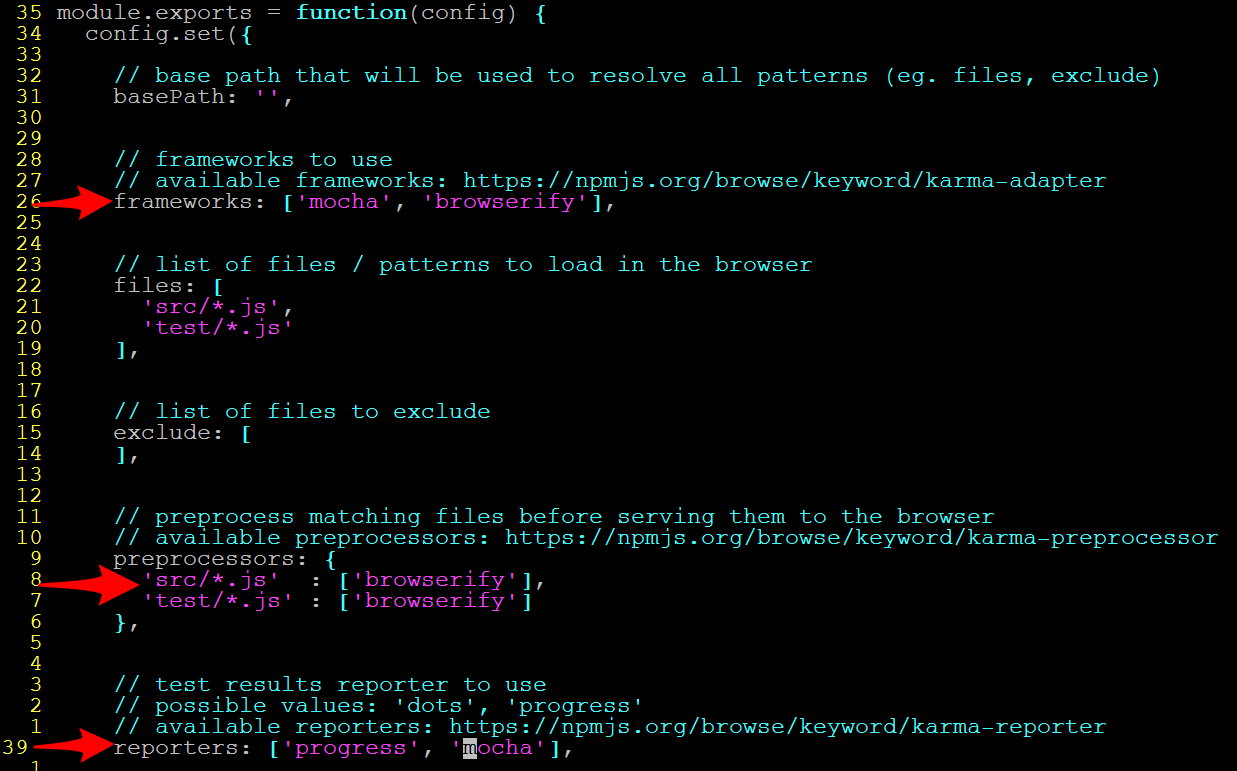 35 module.exports = function(config) {
34   config.set({
33
32     // base path that will be used to resolve all patterns (eg. files, exclude)
31     basePath: '',
30
29
28     // frameworks to use
27     // available frameworks: https://npmjs.org/browse/keyword/karma-adapter
26     frameworks: ['mocha', 'browserify'],
25
24
23     // list of files / patterns to load in the browser
22     files: [
21       'src/*.js',
20       'test/*.js'
19     ],
18
17
16     // list of files to exclude
15     exclude: [
14     ],
13
12
11     // preprocess matching files before serving them to the browser
10     // available preprocessors: https://npmjs.org/browse/keyword/karma-preprocessor
9     preprocessors: {
8       'src/*.js'  : ['browserify'],
7       'test/*.js' : ['browserify']
6     },
5
4
3     // test results reporter to use
2     // possible values: 'dots', 'progress'
1     // available reporters: https://npmjs.org/browse/keyword/karma-reporter
39     reporters: ['progress', 'mocha'],
1